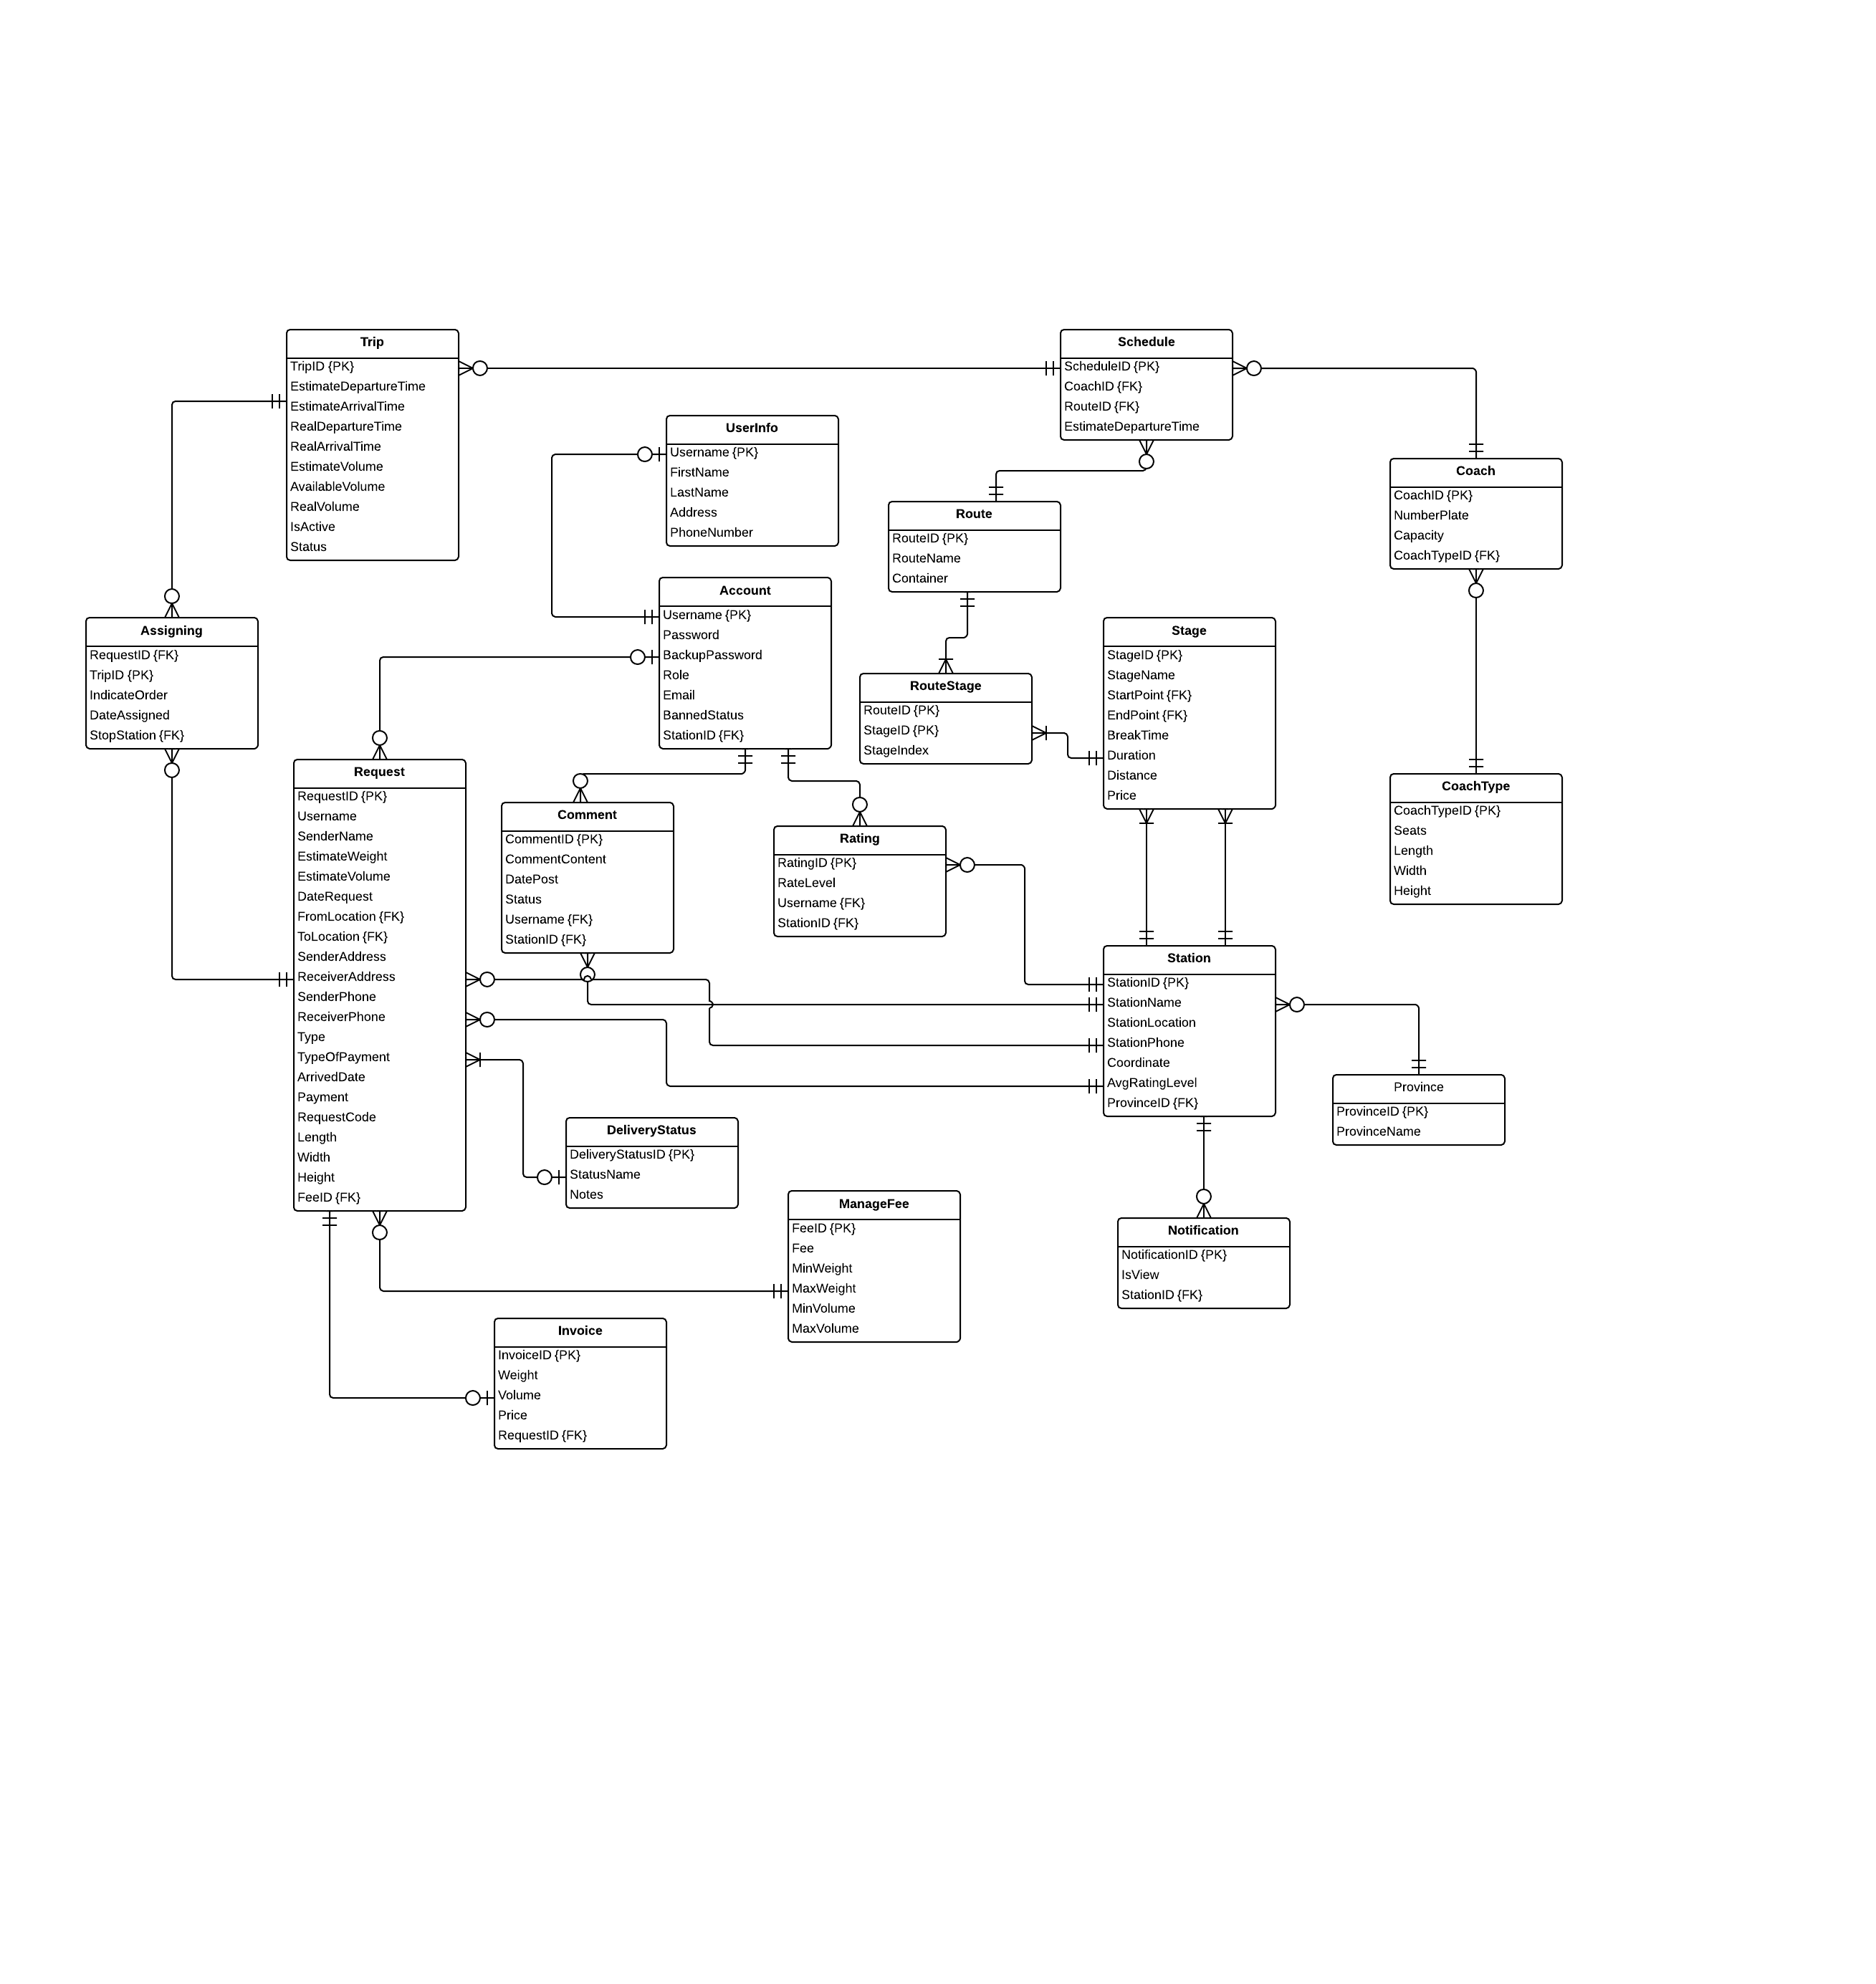 Trip
TripID {PK}
EstimateDepartureTime
EstimateArrivalTime
RealDepartureTime
RealArrivalTime
EstimateVolume
AvailableVolume
RealVolume
IsActive
Status
Schedule
ScheduleID {PK}
CoachID {FK}
RouteID {FK}
EstimateDepartureTime
UserInfo
Username {PK}
FirstName
LastName
Address
PhoneNumber
Coach
CoachID {PK}
NumberPlate
Capacity
CoachTypeID {FK}
Route
RouteID {PK}
RouteName
Container
Account
Username {PK}
Password
BackupPassword
Role
Email
BannedStatus
StationID {FK}
Assigning
RequestID {FK}
TripID {PK}
IndicateOrder
DateAssigned
StopStation {FK}
Stage
StageID {PK}
StageName
StartPoint {FK}
EndPoint {FK}
BreakTime
Duration
Distance
Price
RouteStage
RouteID {PK}
StageID {PK}
StageIndex
Request
RequestID {PK}
Username
SenderName
EstimateWeight
EstimateVolume
DateRequest
FromLocation {FK}
ToLocation {FK}
SenderAddress
ReceiverAddress
SenderPhone
ReceiverPhone
Type
TypeOfPayment
ArrivedDate
Payment
RequestCode
Length
Width
Height
FeeID {FK}
Comment
CommentID {PK}
CommentContent
DatePost
Status
Username {FK}
StationID {FK}
Rating
RatingID {PK}
RateLevel
Username {FK}
StationID {FK}
CoachType
CoachTypeID {PK}
Seats
Length
Width
Height
Station
StationID {PK}
StationName
StationLocation
StationPhone
Coordinate
AvgRatingLevel
ProvinceID {FK}
Province
ProvinceID {PK}
ProvinceName
DeliveryStatus
DeliveryStatusID {PK}
StatusName
Notes
ManageFee
FeeID {PK}
Fee
MinWeight
MaxWeight
MinVolume
MaxVolume
Notification
NotificationID {PK}
IsView
StationID {FK}
Invoice
InvoiceID {PK}
Weight
Volume
Price
RequestID {FK}